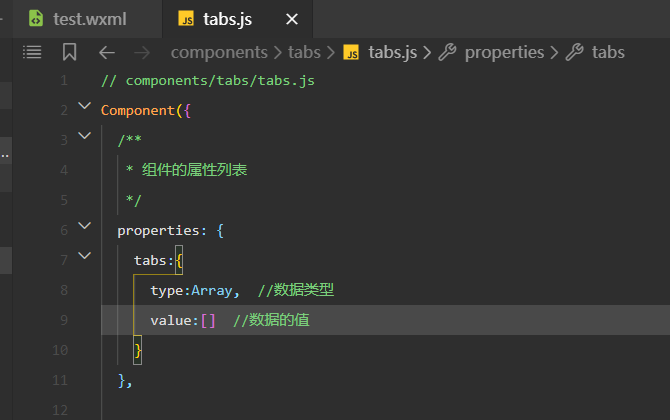 test.wxml JS tabs.js ×
components > tabs > JS tabs.js > properties > tabs
1 // components/tabs/tabs.js
2 Component({
3 /**
4 * 组件的属性列表
5 */
6 properties: {
7 tabs:{
8 type:Array, //数据类型
9 value:[] //数据的值
10 }
11 },
12